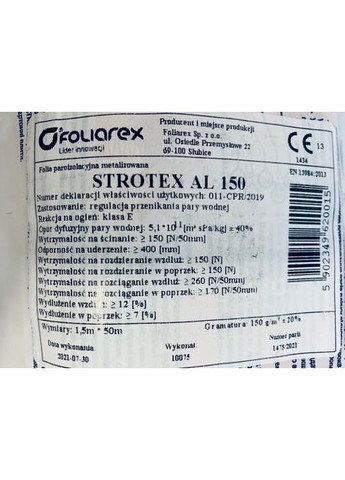 FOLIAREX
Lider innowacji
Producent i miejsce produkcji
Foliarex Sp. z o.o.
ul. Osiedle Przemysłowe 22
69-100 Słubice
CE 13
1434
EN 13984:2013
Folia paroizolacyjna metalizowana
STROTEX AL 150
Numer deklaracji właściwości użytkowych: 011-CPR/2019
Zastosowanie: regulacja przenikania pary wodnej
Reakcja na ogień: klasa E
Opór dyfuzyjny pary wodnej: 5,1 *10¹¹[m² sPa/kg] ± 40%
Wytrzymałość na ścinanie: ≥ 150 [N/50mm]
Odporność na uderzenie: ≥ 400 [mm]
Wytrzymałość na rozdzieranie wzdłuż: ≥ 150 [N]
Wytrzymałość na rozdzieranie w poprzek: ≥ 150 [N]
Wytrzymałość na rozciąganie wzdłuż: ≥ 260 [N/50mm]
Wytrzymałość na rozciąganie w poprzek: ≥ 170 [N/50mm]
Wydłużenie wzdłuż: ≥ 12 [%]
Wydłużenie w poprzek: ≥ 7 [%]
5 902349 620015
Wymiary: 1,5m * 50m
Gramatura: 150 g/m² ± 20%
Data wykonania
Wykonał
Numer partii
2021-07-30
10075
1475/2021